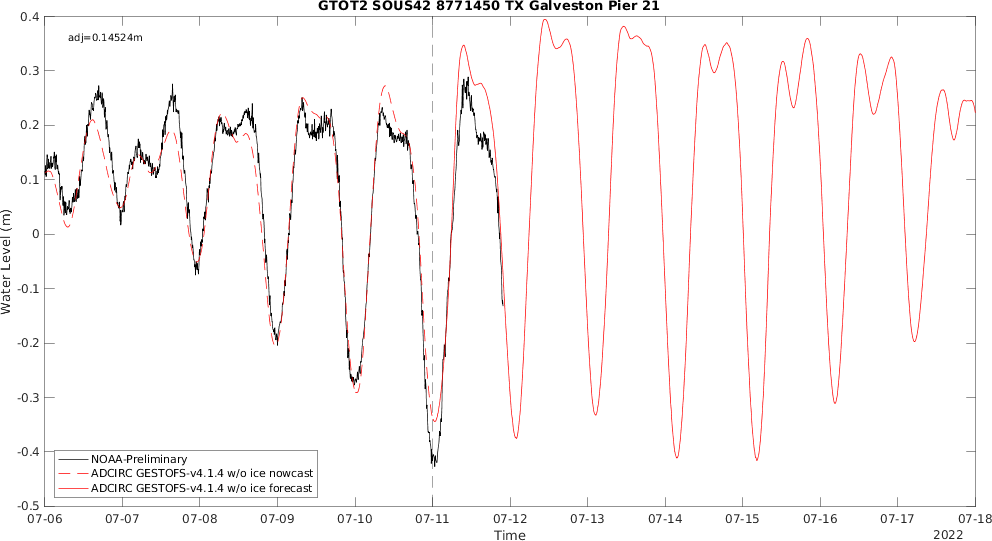 GTOT2 SOUS42 8771450 TX Galveston Pier 21
adj=0.14524m
0.4
0.3
0.2
0.1
0
-0.1
-0.2
-0.3
-0.4
-0.5
Water Level (m)
NOAA-Preliminary
ADCIRC GESTOFS-v4.1.4 w/o ice nowcast
ADCIRC GESTOFS-v4.1.4 w/o ice forecast
07-06 07-07 07-08 07-09 07-10 07-11 07-12 07-13 07-14 07-15 07-16 07-17 07-18
Time
2022